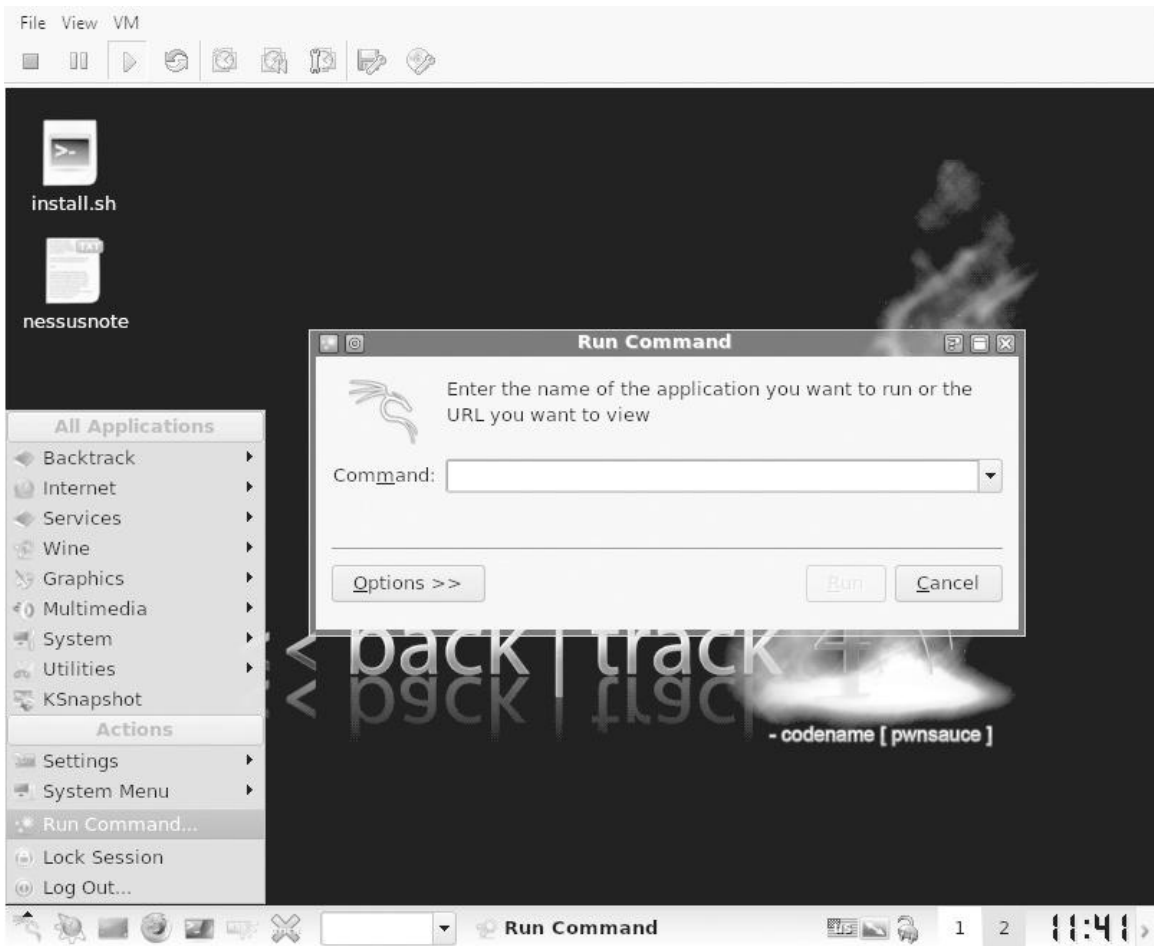 File View VM
install.sh
TXT
nessusnote
Run Command
Enter the name of the application you want to run or the
URL you want to view
Command:
Options >>
Run
Cancel
All Applications
Backtrack
Internet
Services
Wine
Graphics
Multimedia
System
Utilities
KSnapshot
Actions
Settings
System Menu
Run Command...
Lock Session
Log Out...
<< back | track 4
- codename [ pwnsauce ]
Run Command
us
1 2
11:41